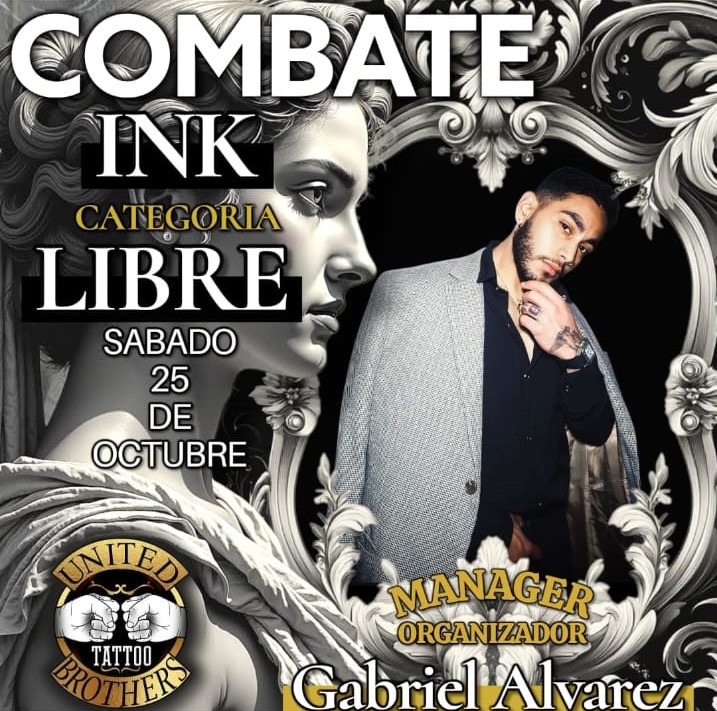 COMBATE
INK
CATEGORIA
LIBRE
SABADO
25
DE
OCTUBRE
UNITED
TATTOO
BROTHERS
MANAGER
ORGANIZADOR
Gabriel Alvarez